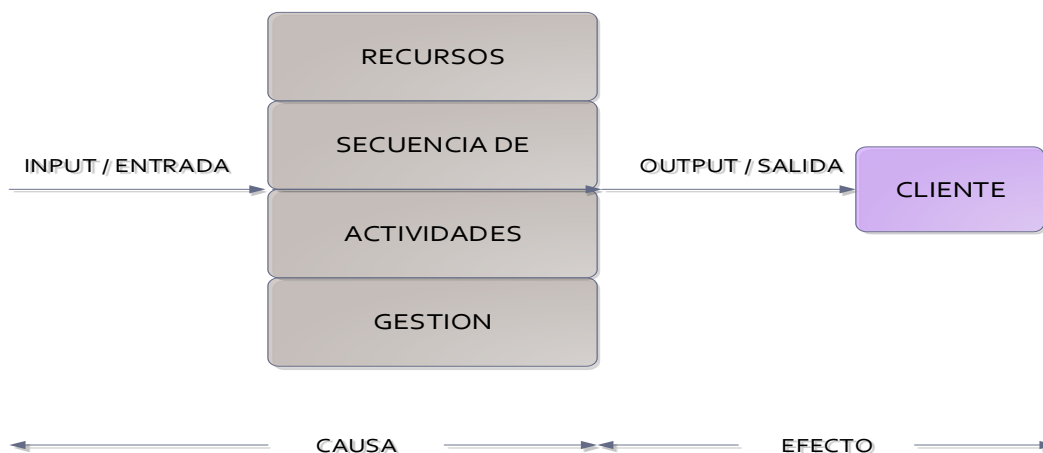 RECURSOS
SECUENCIA DE
INPUT / ENTRADA
OUTPUT / SALIDA
CLIENTE
ACTIVIDADES
GESTION
CAUSA
EFECTO